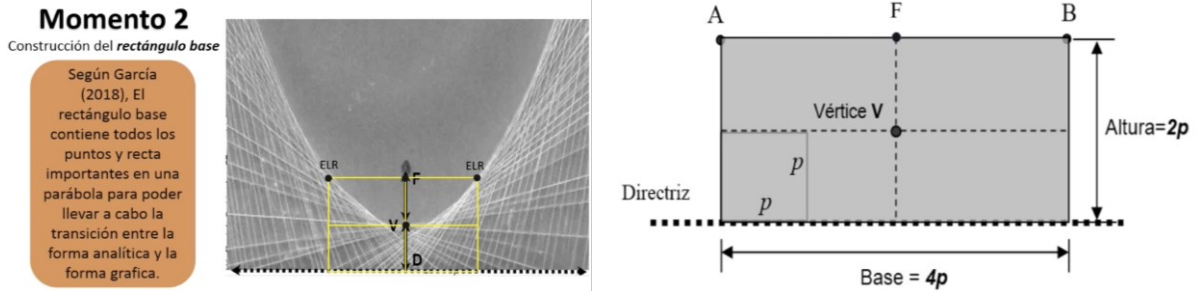 Momento 2
Construcción del rectángulo base
Según García
(2018), El
rectángulo base
contiene todos los
puntos y recta
importantes en una
parábola para poder
llevar a cabo la
transición entre la
forma analítica y la
forma grafica.
ELR
ELR
F
V
D
A
F
B
Vértice V
Altura=2p
p
Directriz
p
Base = 4p